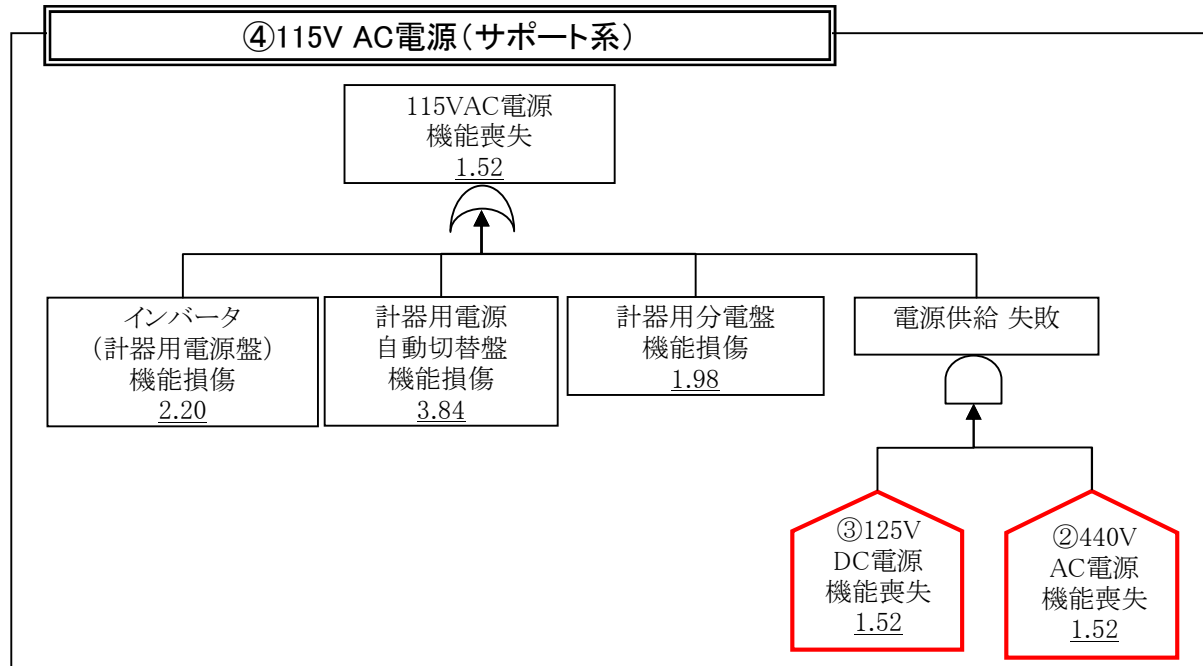 ④115V AC電源（サポート系）
115VAC電源
機能喪失
1.52
インバータ
（計器用電源盤）
機能損傷
2.20
計器用電源
自動切替盤
機能損傷
3.84
計器用分電盤
機能損傷
1.98
電源供給 失敗
③125V
DC電源
機能喪失
1.52
②440V
AC電源
機能喪失
1.52